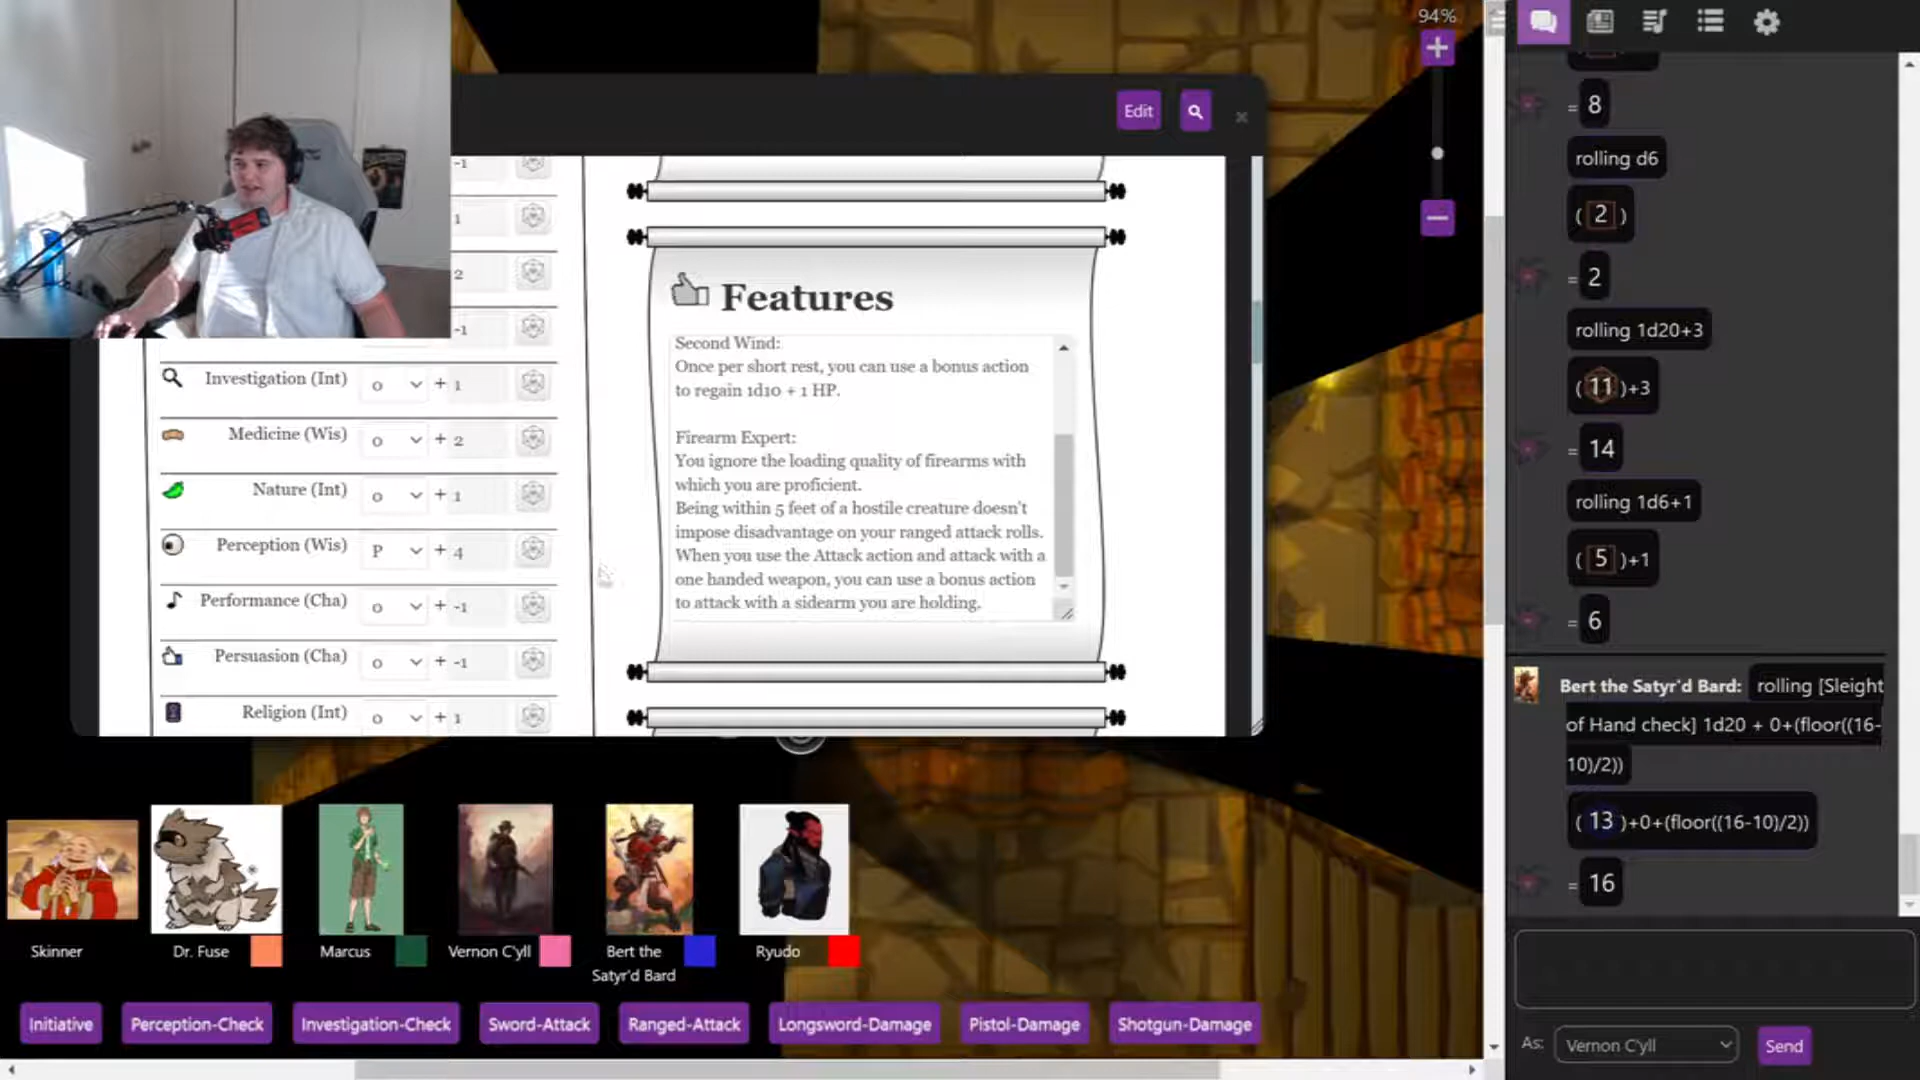 94%
Edit
-1
1
2
-1
Investigation (Int) 0 + 1
Medicine (Wis) 0 + 2
Nature (Int) 0 + 1
Perception (Wis) P + 4
Performance (Cha) 0 + -1
Persuasion (Cha) 0 + -1
Religion (Int) 0 + 1
Features
Second Wind:
Once per short rest, you can use a bonus action
to regain 1d10 + 1 HP.
Firearm Expert:
You ignore the loading quality of firearms with
which you are proficient.
Being within 5 feet of a hostile creature doesn't
impose disadvantage on your ranged attack rolls.
When you use the Attack action and attack with a
one handed weapon, you can use a bonus action
to attack with a sidearm you are holding.
= 8
rolling d6
(2)
= 2
rolling 1d20+3
(11)+3
= 14
rolling 1d6+1
(5)+1
= 6
Bert the Satyr'd Bard: rolling [Sleight
of Hand check] 1d20 + 0+(floor((16-
10)/2))
(13)+0+(floor((16-10)/2))
= 16
Skinner
Dr. Fuse
Marcus
Vernon C'yll
Bert the
Satyr'd Bard
Ryudo
Initiative
Perception-Check
Investigation-Check
Sword-Attack
Ranged-Attack
Longsword-Damage
Pistol-Damage
Shotgun-Damage
As: Vernon C'yll
Send